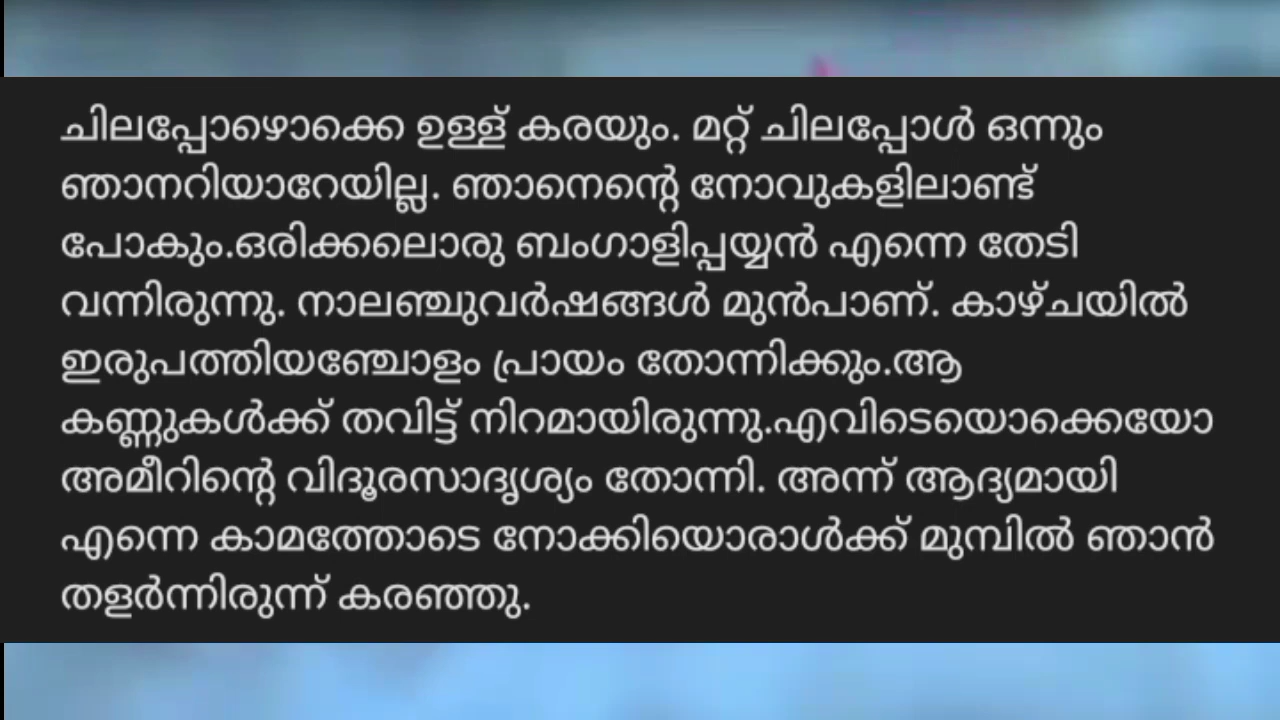 ചിലപ്പോഴൊക്കെ ഉള്ള് കരയും. മറ്റ് ചിലപ്പോൾ ഒന്നും
ഞാനറിയാറേയില്ല. ഞാനെന്റെ നോവുകളിലാണ്ട്
പോകും.ഒരിക്കലൊരു ബംഗാളിപ്പയ്യൻ എന്നെ തേടി
വന്നിരുന്നു. നാലഞ്ചുവർഷങ്ങൾ മുൻപാണ്. കാഴ്ചയിൽ
ഇരുപത്തിയഞ്ചോളം പ്രായം തോന്നിക്കും.ആ
കണ്ണുകൾക്ക് തവിട്ട് നിറമായിരുന്നു.എവിടെയൊക്കെയോ
അമീറിന്റെ വിദൂരസാദൃശ്യം തോന്നി. അന്ന് ആദ്യമായി
എന്നെ കാമത്തോടെ നോക്കിയൊരാൾക്ക് മുമ്പിൽ ഞാൻ
തളർന്നിരുന്ന് കരഞ്ഞു.